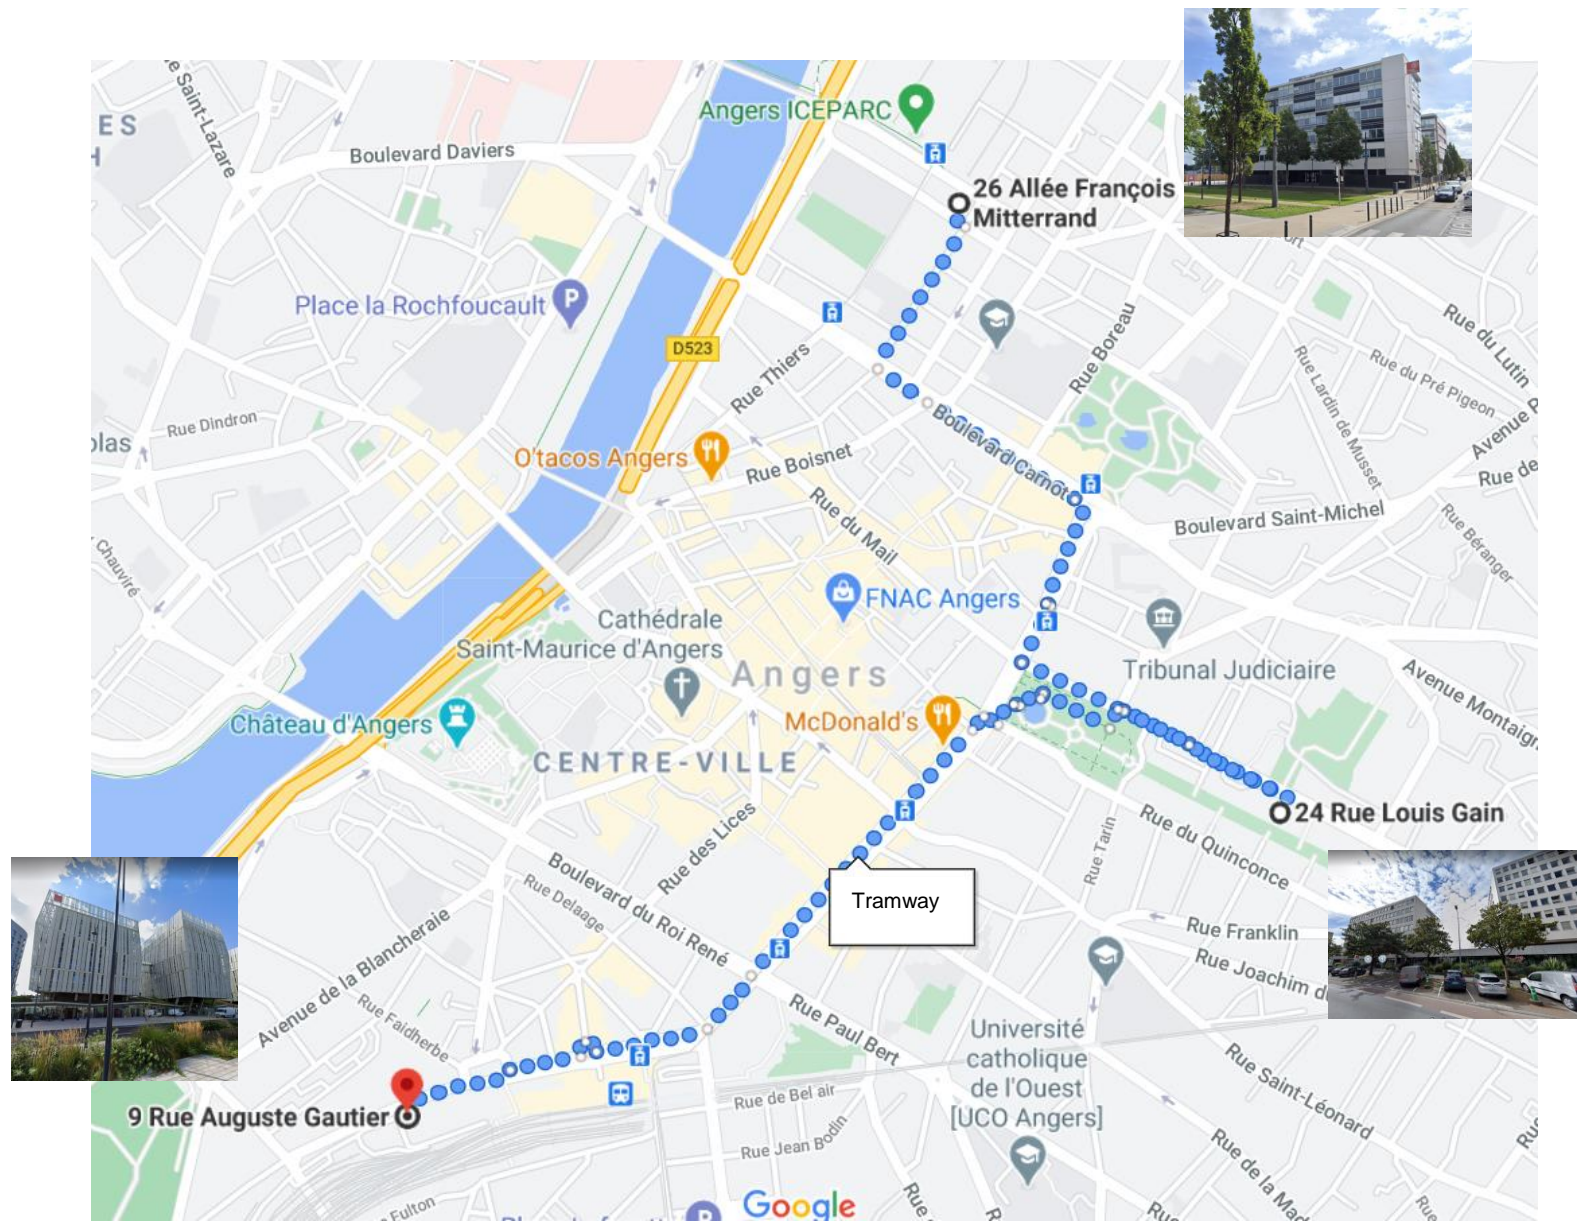 Angers ICEPARC
e Saint-Lazare
ES
Boulevard Daviers
26 Allée François
Mitterrand
Place la Rochfoucault
P
D523
Rue Thiers
Rue Boreau
Rue du Lutin
Rue du Pré Pigeon
Rue Lardin de Musset
Avenue P
Rue de
Rue Dindron
olas
O'tacos Angers
Rue Boisnet
Boulevard Carnot
Rue du Mail
Boulevard Saint-Michel
Rue Béranger
Chauviré
FNAC Angers
Cathédrale
Saint-Maurice d'Angers
Angers
Tribunal Judiciaire
Avenue Montaign
Château d'Angers
McDonald's
CENTRE-VILLE
24 Rue Louis Gain
Rue du Quinconce
Rue Tarin
Rue des Lices
Boulevard du Roi René
Rue Delaage
Tramway
Rue Franklin
Rue Joachim d
Avenue de la Blancheraie
Rue Faidherbe
Rue Paul Bert
Université
catholique
de l'Ouest
[UCO Angers]
Rue Saint-Léonard
9 Rue Auguste Gautier
Rue de Bel air
Rue Jean Bodin
Rue de la Mad
Fulton
Google
P